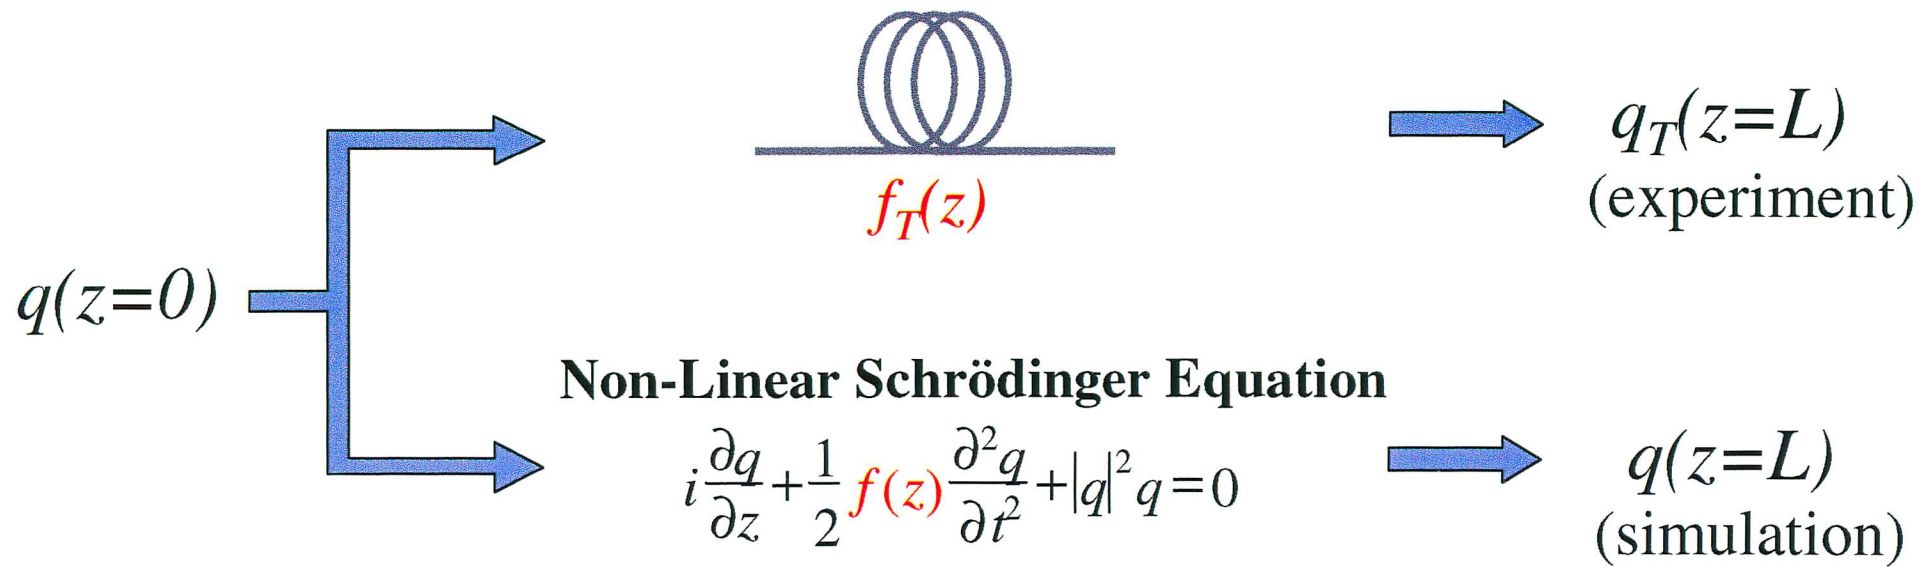 q_T(z=L)
(experiment)
f_T(z)
q(z=0)
Non-Linear Schrödinger Equation
i ∂q/∂z + 1/2 f(z) ∂²q/∂t² + |q|² q = 0
q(z=L)
(simulation)